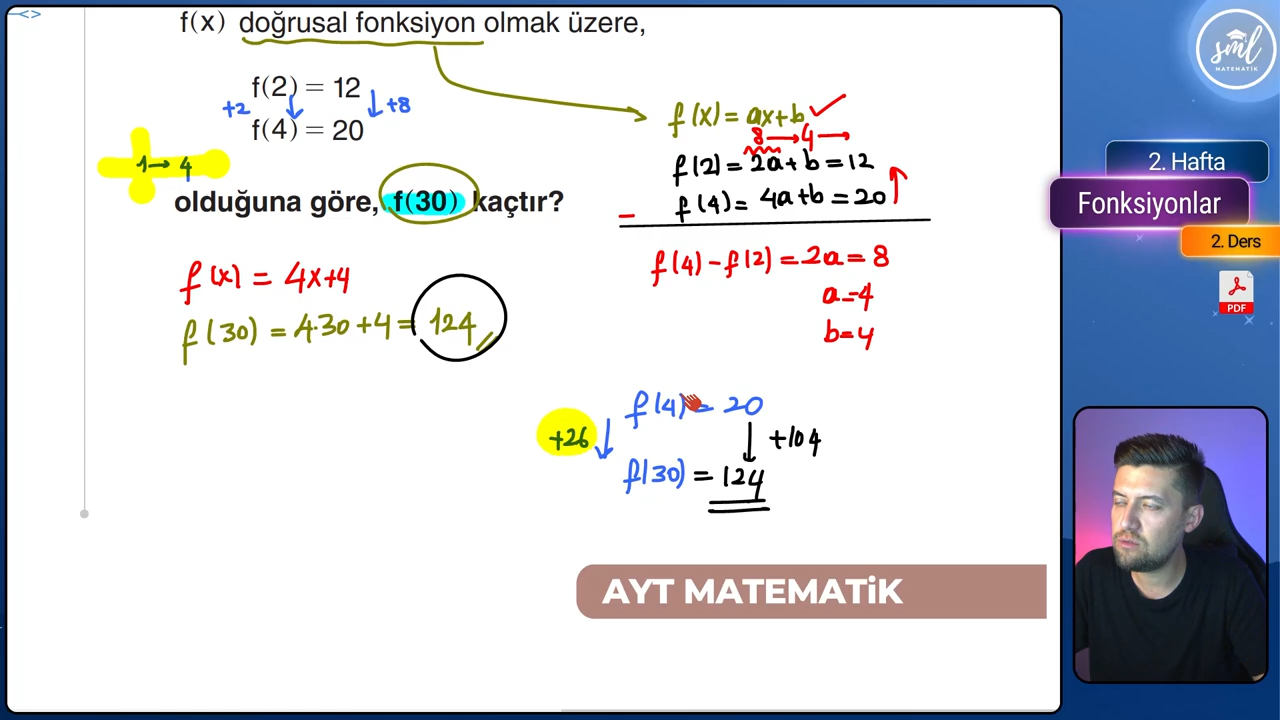 f(x) doğrusal fonksiyon olmak üzere,
f(2) = 12
+2 +8
f(4) = 20
1→ 4
olduğuna göre, f(30) kaçtır?
f(x) = 4x+4
f(30) = 4.30+4= 124
f(x)= ax+b
8 → 4 →
f(2)= 2a+b=12
f(4)= 4a+b=20
–
f(4)-f(2)=2a=8
a=4
b=4
f(4)= 20
+26 +104
f(30) = 124
AYT MATEMATİK
sml
MATEMATİK
2. Hafta
Fonksiyonlar
2. Ders
PDF